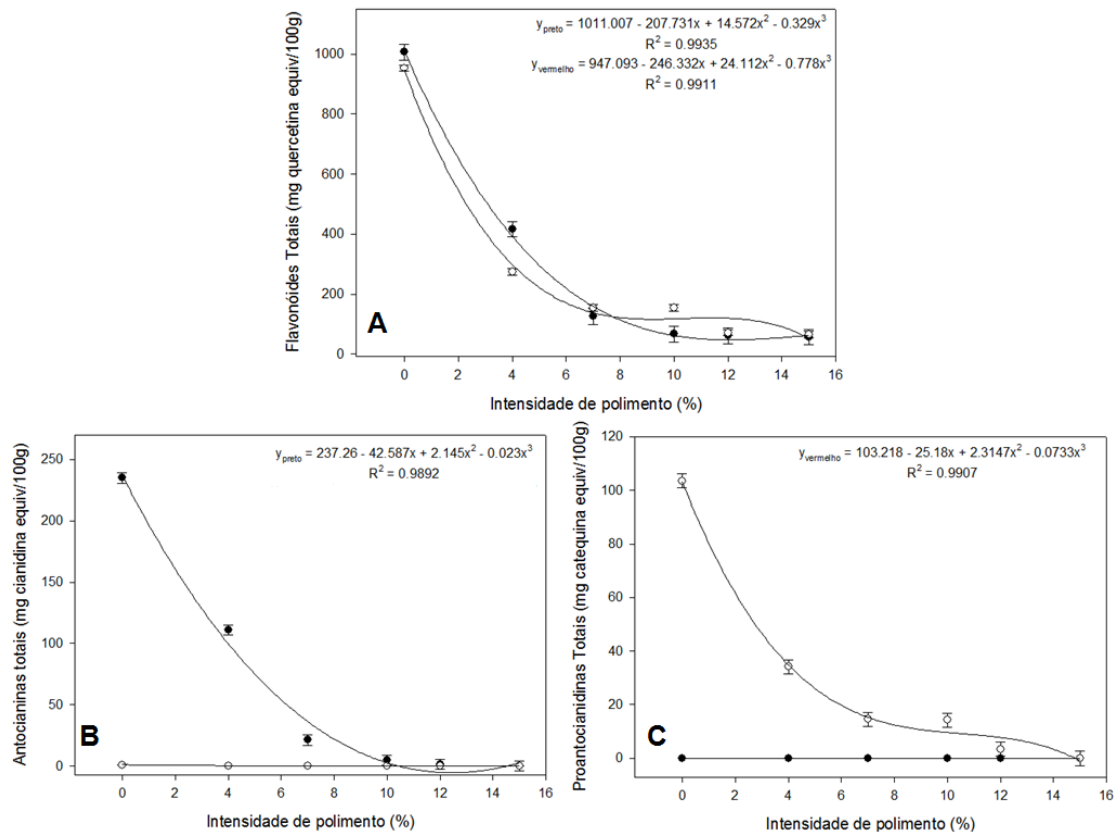 y_preto = 1011.007 - 207.731x + 14.572x² - 0.329x³
R² = 0.9935
y_vermelho = 947.093 - 246.332x + 24.112x² - 0.778x³
R² = 0.9911
Flavonóides Totais (mg quercetina equiv/100g)
1000
800
600
400
200
0
A
0 2 4 6 8 10 12 14 16
Intensidade de polimento (%)
y_preto = 237.26 - 42.587x + 2.145x² - 0.023x³
R² = 0.9892
Antocianinas totais (mg cianidina equiv/100g)
250
200
150
100
50
0
B
0 2 4 6 8 10 12 14 16
Intensidade de polimento (%)
y_vermelho = 103.218 - 25.18x + 2.3147x² - 0.0733x³
R² = 0.9907
Proantocianidinas Totais (mg catequina equiv/100g)
120
100
80
60
40
20
0
C
0 2 4 6 8 10 12 14 16
Intensidade de polimento (%)